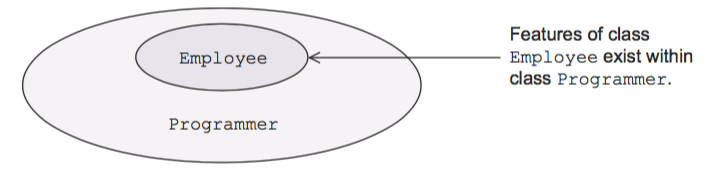 Employee
Programmer
Features of class
Employee exist within
class Programmer.